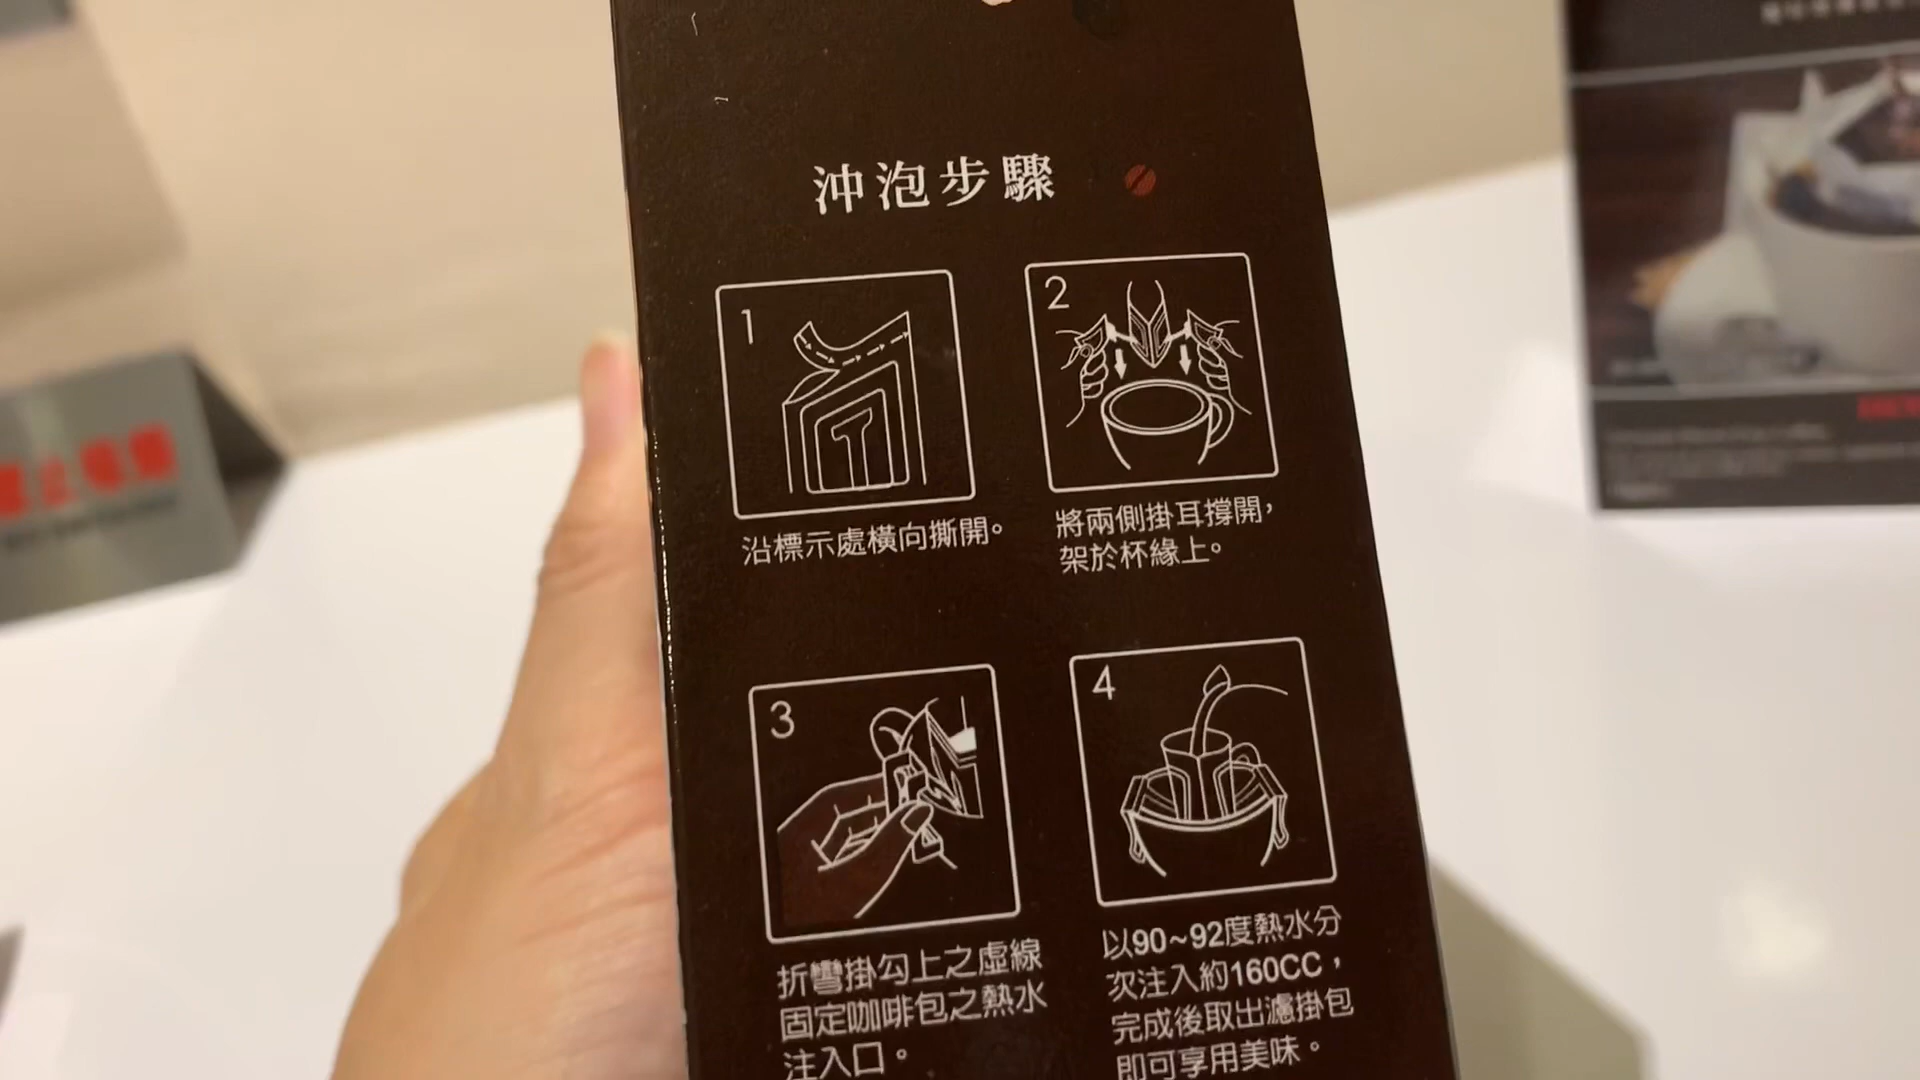 沖泡步驟
1
沿標示處橫向撕開。
2
將兩側掛耳撐開,
架於杯緣上。
3
折彎掛勾上之虛線
固定咖啡包之熱水
注入口。
4
以90~92度熱水分
次注入約160CC,
完成後取出濾掛包
即可享用美味。